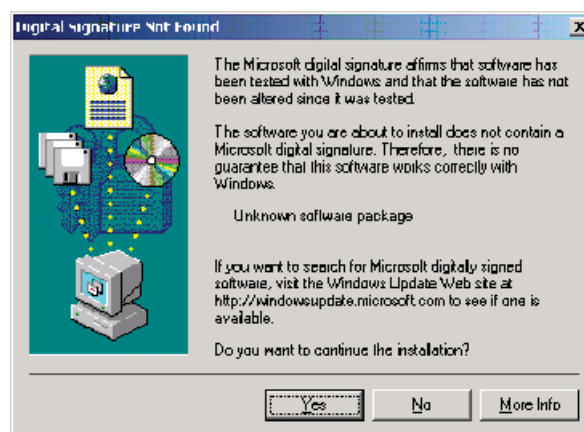 Digital Signature Not Found
The Microsoft digital signature affirms that software has
been tested with Windows and that the software has not
been altered since it was tested.
The software you are about to install does not contain a
Microsoft digital signature. Therefore, there is no
guarantee that this software works correctly with
Windows.
Unknown software package
If you want to search for Microsoft digitally signed
software, visit the Windows Update Web site at
http://windowsupdate.microsoft.com to see if one is
available.
Do you want to continue the installation?
Yes
No
More Info